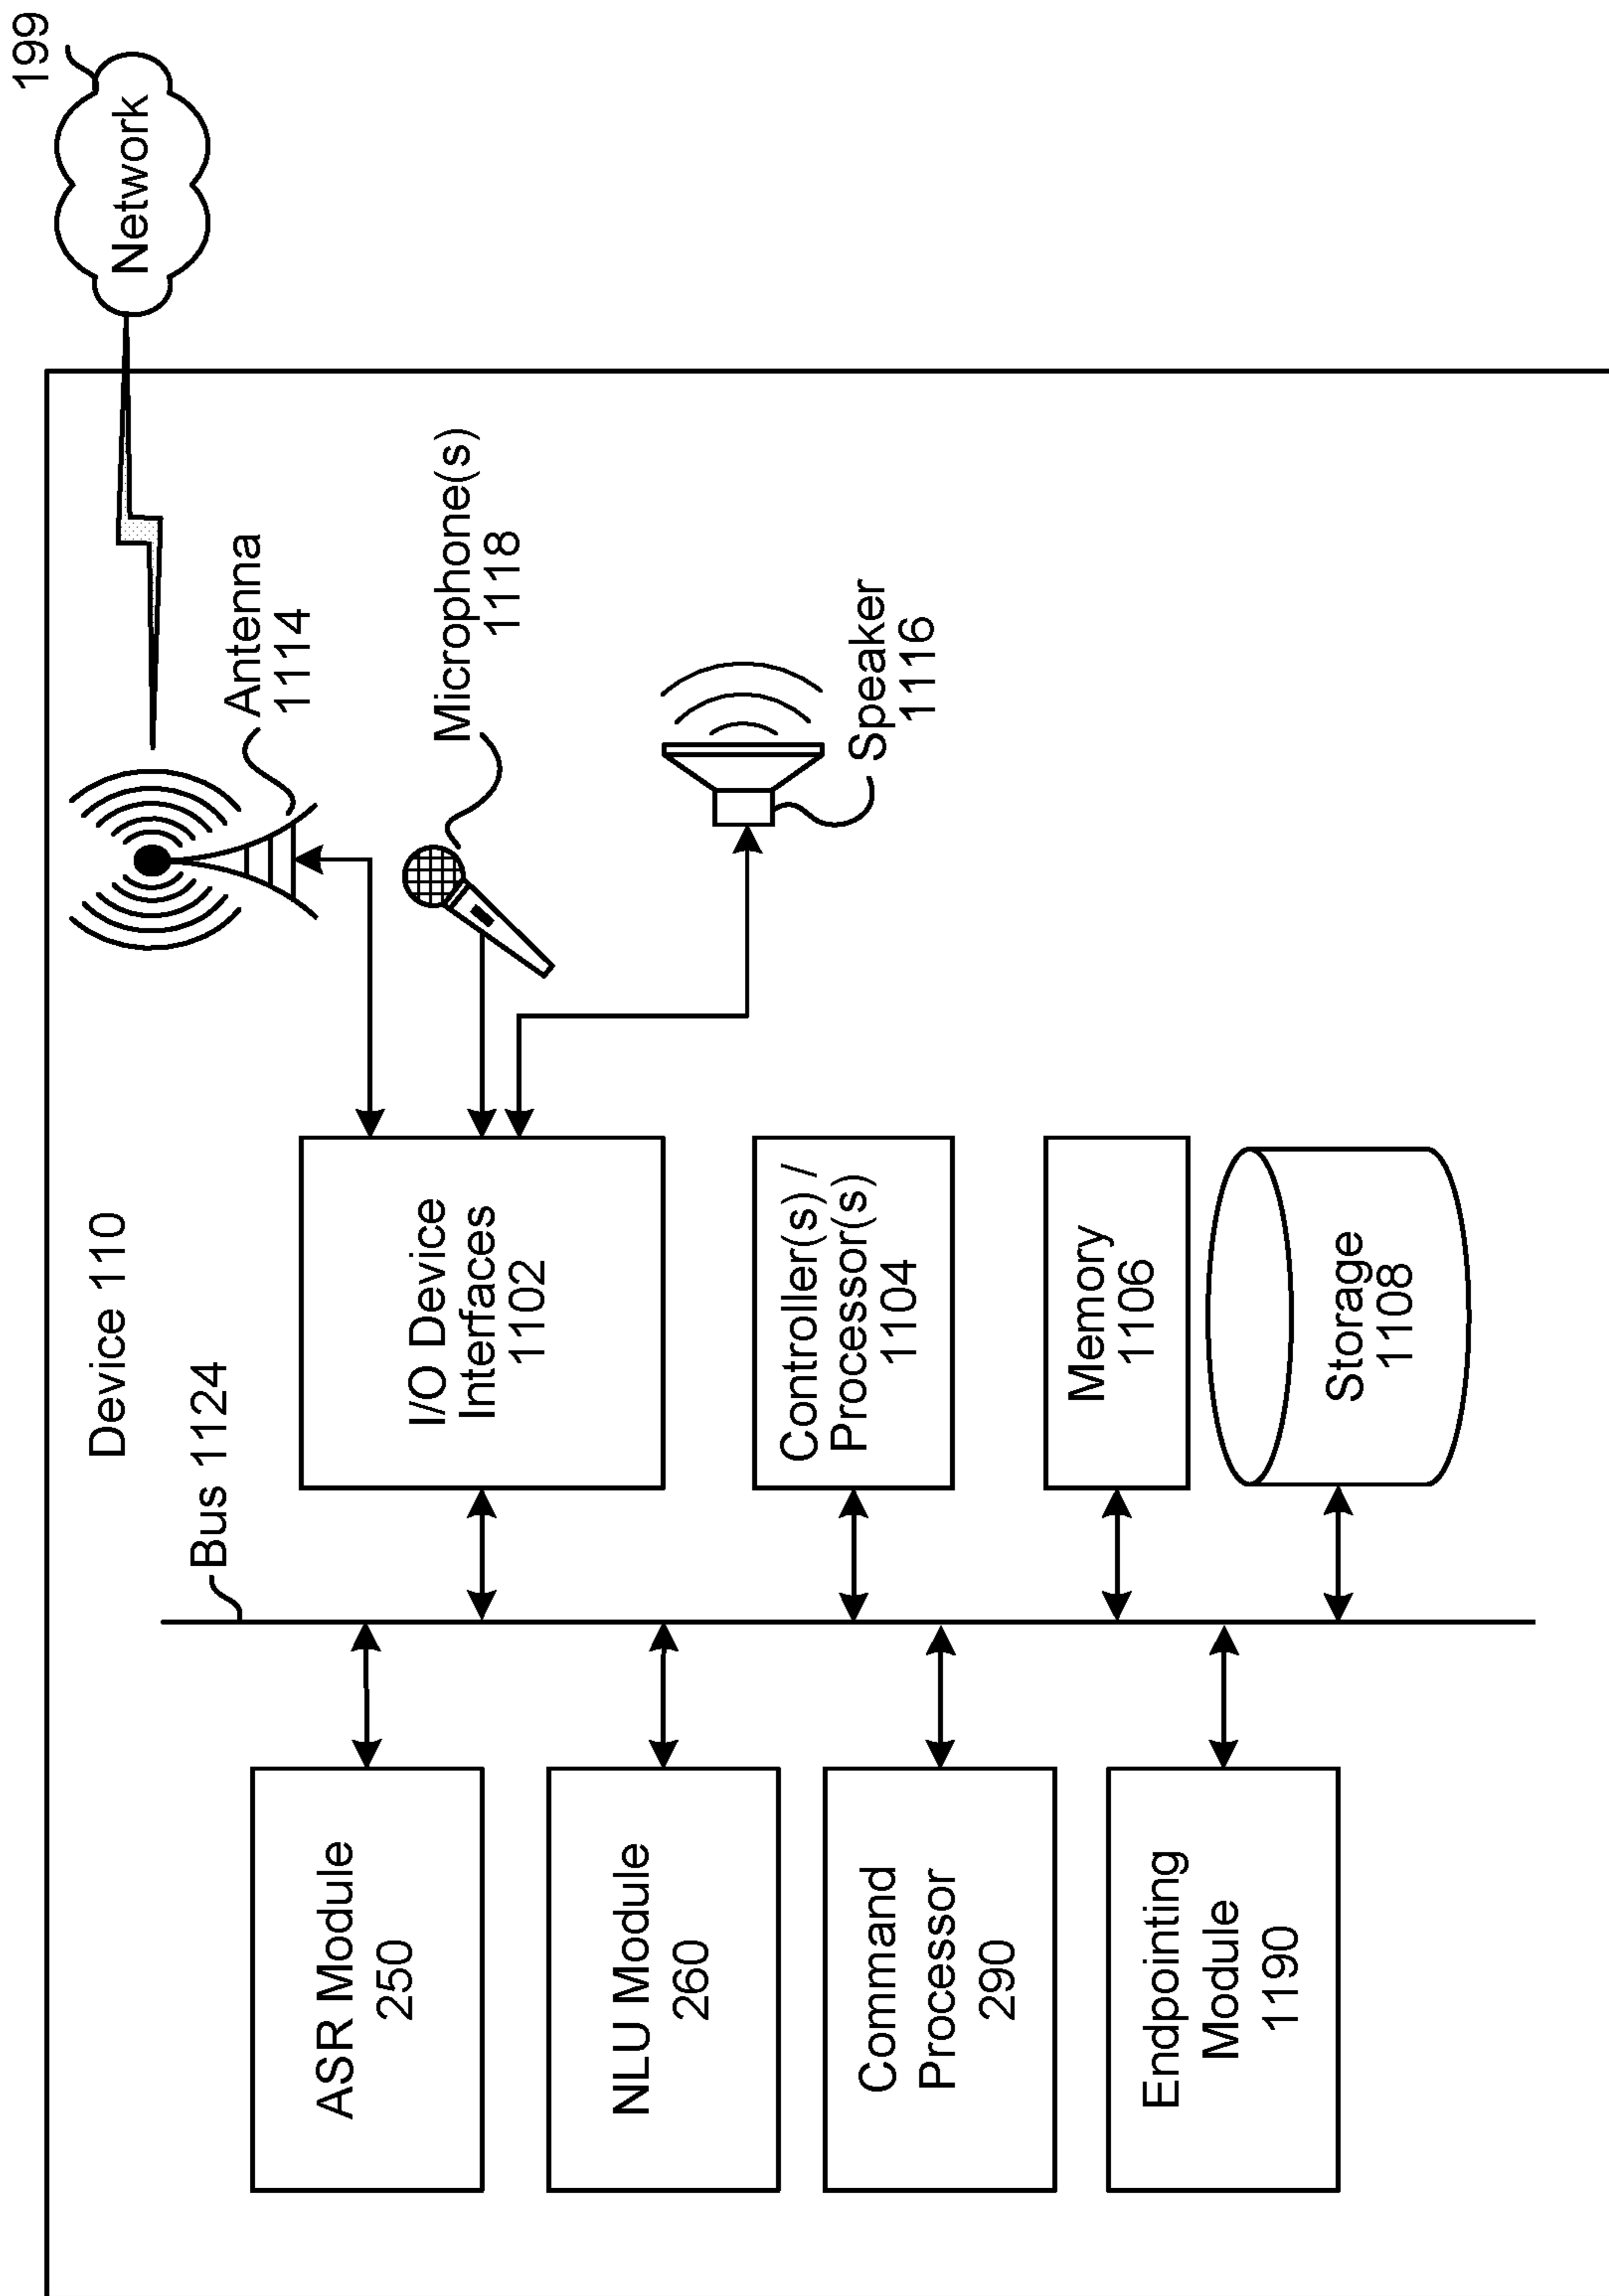 Network
199
Device 110
Bus 1124
Antenna
1114
Microphone(s)
1118
Speaker
1116
I/O Device
Interfaces
1102
Controller(s) /
Processor(s)
1104
Memory
1106
Storage
1108
ASR Module
250
NLU Module
260
Command
Processor
290
Endpointing
Module
1190